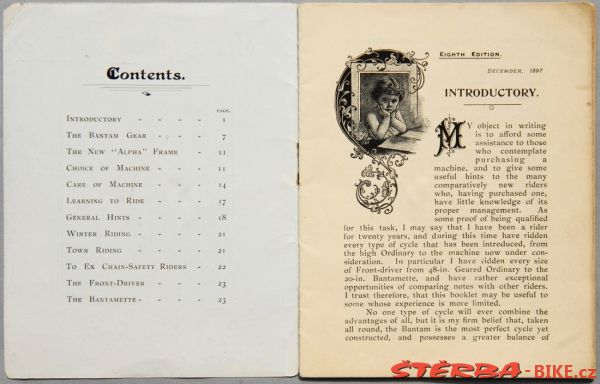 Contents.
PAGE.
Introductory - - - - 1
The Bantam Gear - - - 7
The New "Alpha" Frame - 11
Choice of Machine - - - 11
Care of Machine - - - 14
Learning to Ride - - - 17
General Hints - - - 18
Winter Riding - - - - 21
Town Riding - - - - 21
To Ex Chain-Safety Riders - 22
The Front-Driver - - - 23
The Bantamette - - - - 23
Eighth Edition.
December, 1897
INTRODUCTORY.
MY object in writing
is to afford some
assistance to those
who contemplate
purchasing a
machine, and to give some
useful hints to the many
comparatively new riders
who, having purchased one,
have little knowledge of its
proper management. As
some proof of being qualified
for this task, I may say that I have been a rider
for twenty years, and during this time have ridden
every type of cycle that has been introduced, from
the high Ordinary to the machine now under con-
sideration. In particular I have ridden every size
of Front-driver from 48-in. Geared Ordinary to the
20-in. Bantamette, and have rather exceptional
opportunities of comparing notes with other riders.
I trust therefore, that this booklet may be useful to
some whose experience is more limited.
No one type of cycle will ever combine the
advantages of all, but it is my firm belief that, taken
all round, the Bantam is the most perfect cycle yet
constructed, and possesses a greater balance of
ŠTĚRBA-BIKE.cz